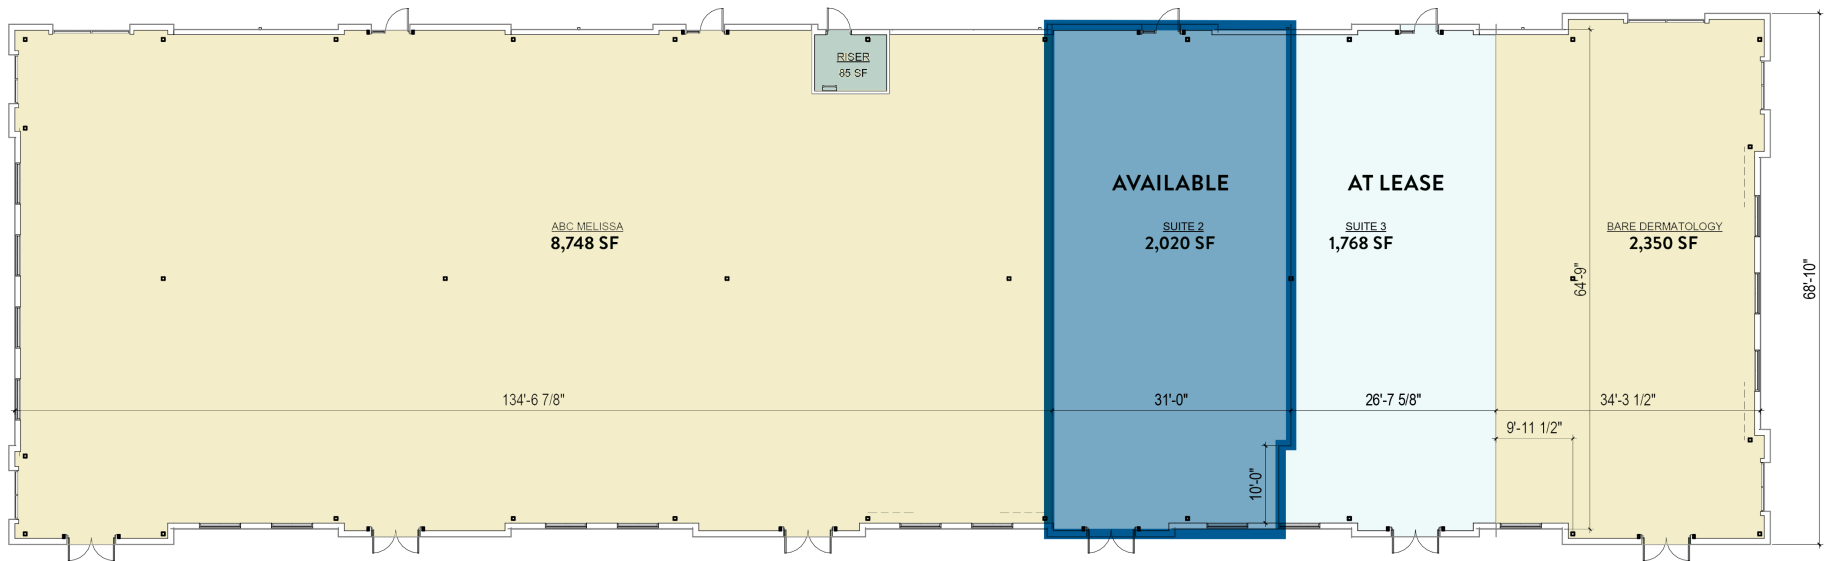 RISER
85 SF
AVAILABLE
AT LEASE
ABC MELISSA
8,748 SF
SUITE 2
2,020 SF
SUITE 3
1,768 SF
BARE DERMATOLOGY
2,350 SF
64'-9"
68'-10"
134'-6 7/8"
31'-0"
26'-7 5/8"
34'-3 1/2"
9'-11 1/2"
10'-0"